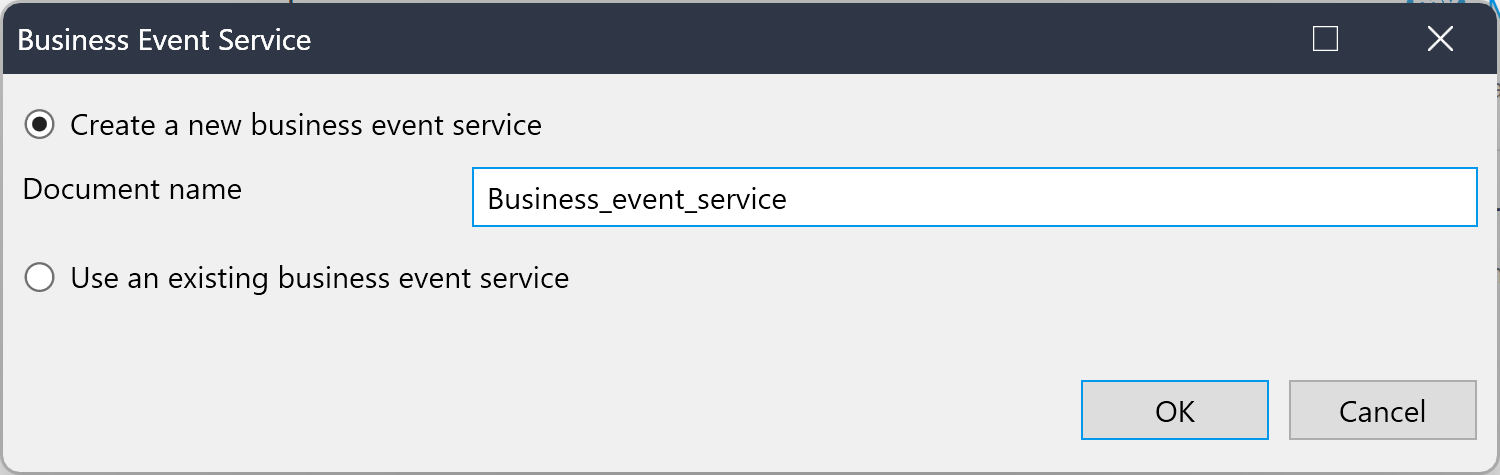 Business Event Service
Create a new business event service
Document name
Business_event_service
Use an existing business event service
OK
Cancel